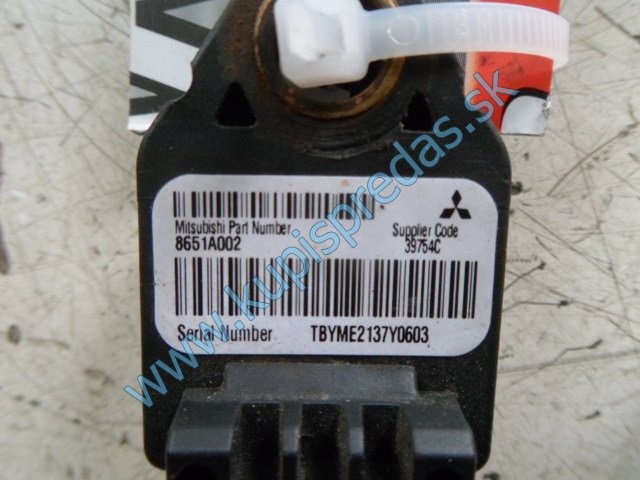 Mitsubishi Part Number
8651A002
Supplier Code
39754C
Serial Number TBYME2137Y0603
www.kupispredas.sk